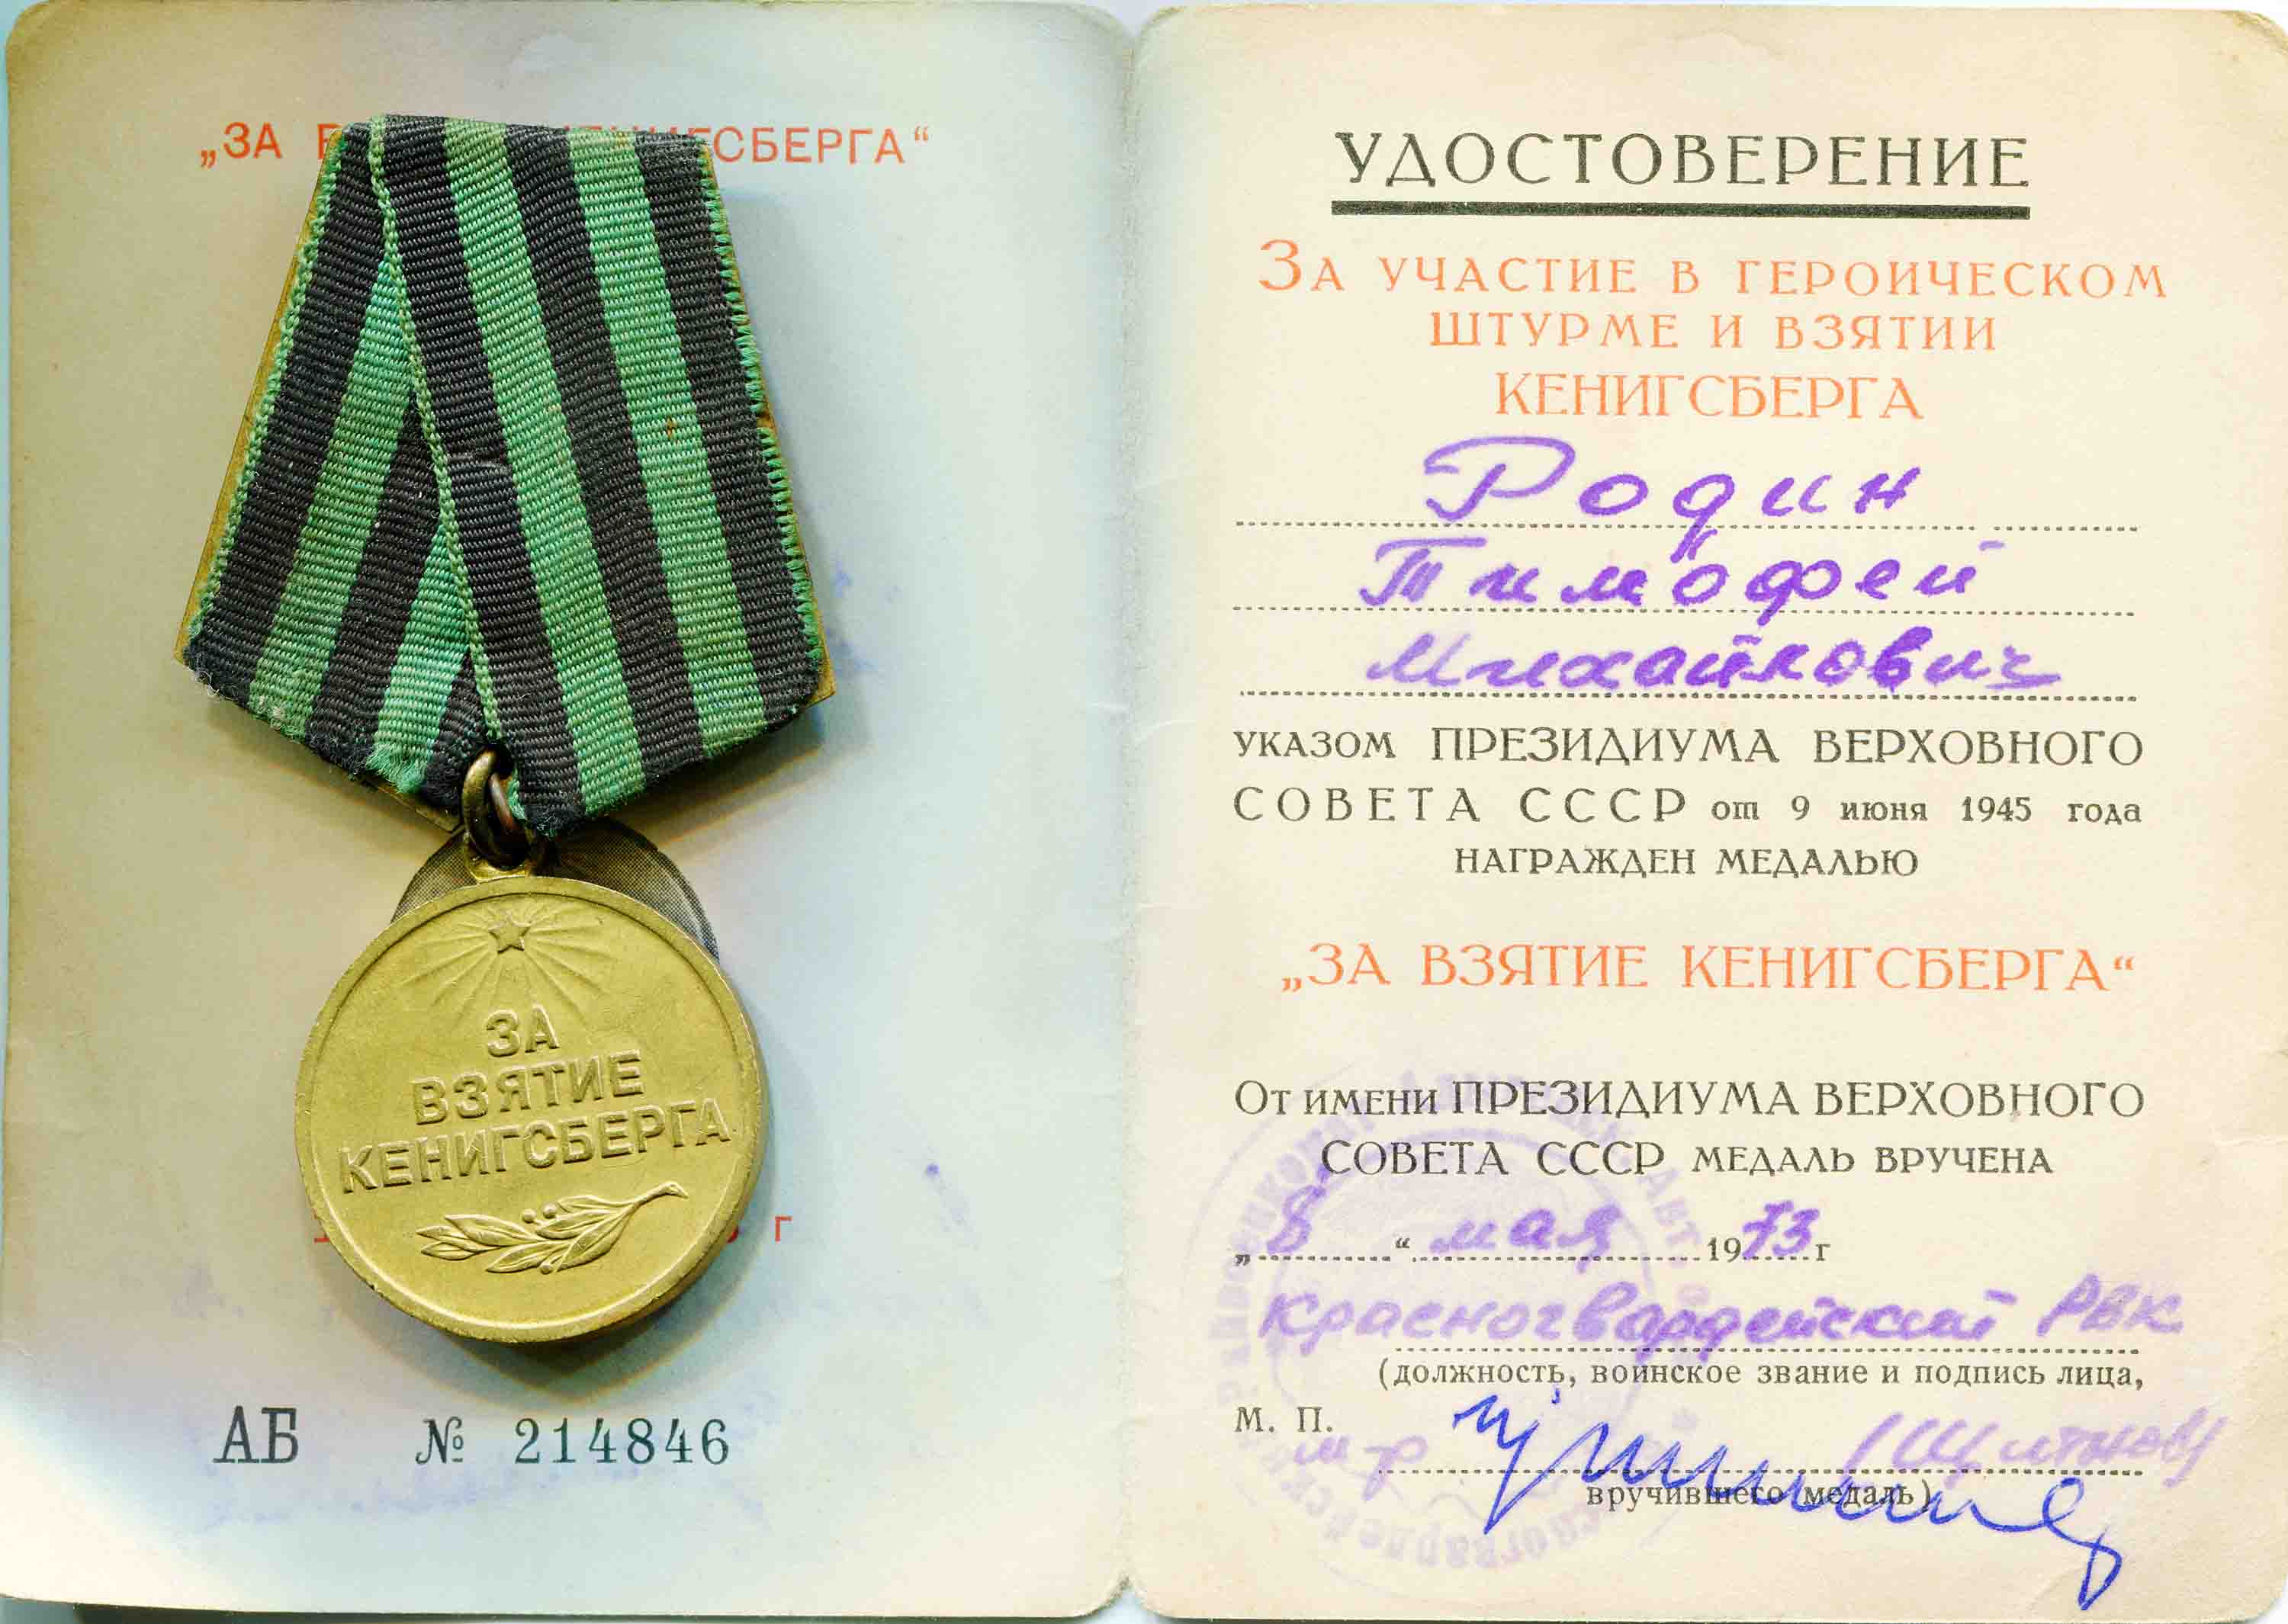 „ЗА В КЕНИГСБЕРГА“
ЗА
ВЗЯТИЕ
КЕНИГСБЕРГА
г
АБ № 214846
УДОСТОВЕРЕНИЕ
За участие в героическом
штурме и взятии
КЕНИГСБЕРГА
Родин
Тимофей
Михайлович
указом ПРЕЗИДИУМА ВЕРХОВНОГО
СОВЕТА СССР от 9 июня 1945 года
НАГРАЖДЕН МЕДАЛЬЮ
„ЗА ВЗЯТИЕ КЕНИГСБЕРГА“
От имени ПРЕЗИДИУМА ВЕРХОВНОГО
СОВЕТА СССР МЕДАЛЬ ВРУЧЕНА
„8“ мая 1973 г
Красногвардейский РВК
(должность, воинское звание и подпись лица,
М. П.
м-р
вручившего медаль)